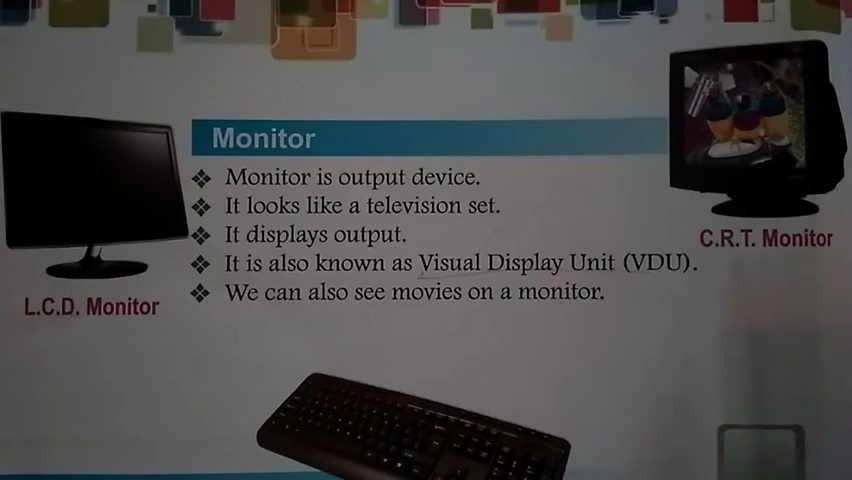 Monitor
Monitor is output device.
It looks like a television set.
It displays output.
It is also known as Visual Display Unit (VDU).
We can also see movies on a monitor.
L.C.D. Monitor
C.R.T. Monitor